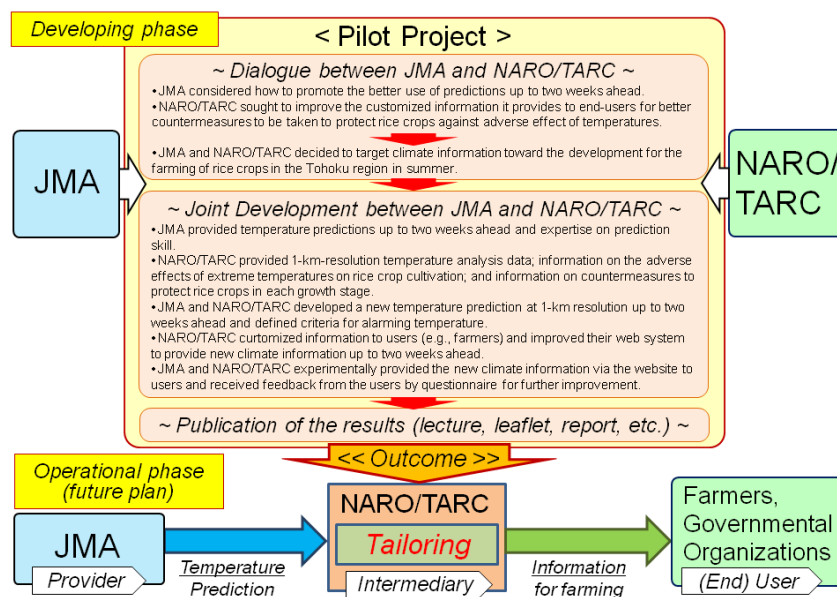 Developing phase
< Pilot Project >
~ Dialogue between JMA and NARO/TARC ~
•JMA considered how to promote the better use of predictions up to two weeks ahead.
•NARO/TARC sought to improve the customized information it provides to end-users for better
countermeasures to be taken to protect rice crops against adverse effect of temperatures.
•JMA and NARO/TARC decided to target climate information toward the development for the
farming of rice crops in the Tohoku region in summer.
JMA
NARO/
TARC
~ Joint Development between JMA and NARO/TARC ~
•JMA provided temperature predictions up to two weeks ahead and expertise on prediction
skill.
•NARO/TARC provided 1-km-resolution temperature analysis data; information on the adverse
effects of extreme temperatures on rice crop cultivation; and information on countermeasures to
protect rice crops in each growth stage.
•JMA and NARO/TARC developed a new temperature prediction at 1-km resolution up to two
weeks ahead and defined criteria for alarming temperature.
•NARO/TARC curtomized information to users (e.g., farmers) and improved their web system
to provide new climate information up to two weeks ahead.
•JMA and NARO/TARC experimentally provided the new climate information via the website to
users and received feedback from the users by questionnaire for further improvement.
~ Publication of the results (lecture, leaflet, report, etc.) ~
<< Outcome >>
Operational phase
(future plan)
JMA
Provider
Temperature
Prediction
NARO/TARC
Tailoring
Intermediary
Information
for farming
Farmers,
Governmental
Organizations
(End) User